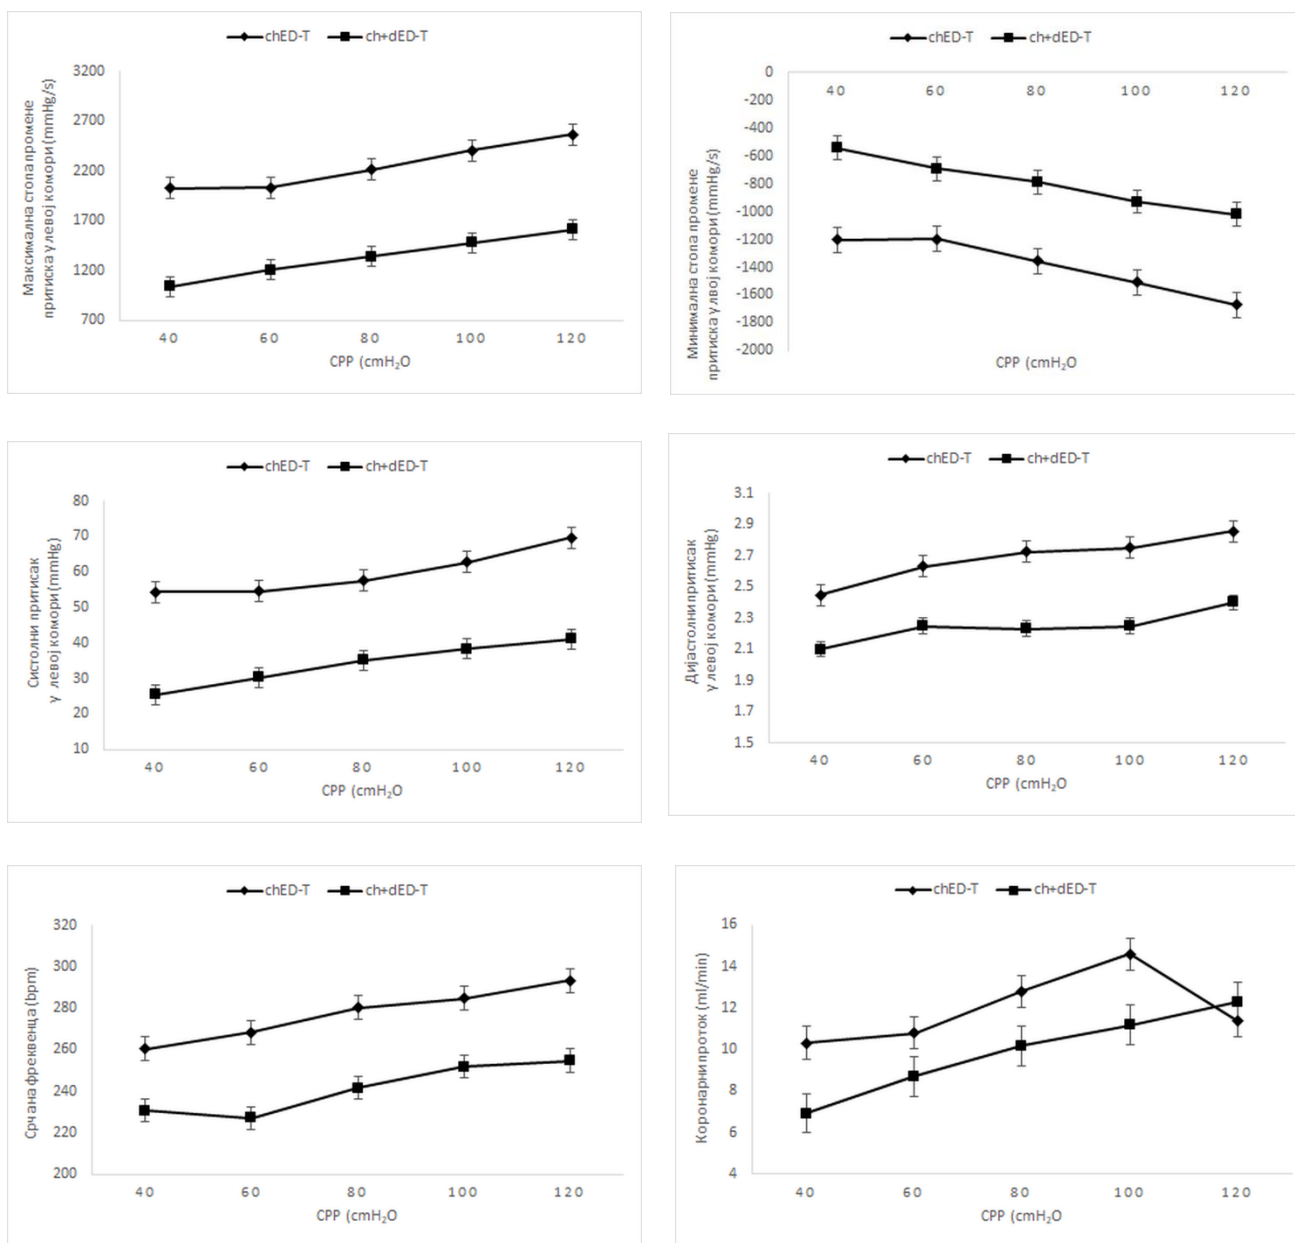 chED-T ch+dED-T
Максимална стопа промене
притиска γ левој комори (mmHg/s)
3200
2700
2200
1700
1200
700
40 60 80 100 120
CPP (cmH₂O
chED-T ch+dED-T
Минимална стопа промене
притиска γ лвој комори (mmHg/s)
0
-200
-400
-600
-800
-1000
-1200
-1400
-1600
-1800
-2000
40 60 80 100 120
CPP (cmH₂O
chED-T ch+dED-T
Систолни притисак
γ левој комори (mmHg)
80
70
60
50
40
30
20
10
40 60 80 100 120
CPP (cmH₂O
chED-T ch+dED-T
Дијастолни притисак
γ левој комори (mmHg)
3.1
2.9
2.7
2.5
2.3
2.1
1.9
1.7
1.5
40 60 80 100 120
CPP (cmH₂O
chED-T ch+dED-T
Срчана фреквенца (bpm)
320
300
280
260
240
220
200
40 60 80 100 120
CPP (cmH₂O
chED-T ch+dED-T
Коронарни проток (ml/min)
16
14
12
10
8
6
4
40 60 80 100 120
CPP (cmH₂O